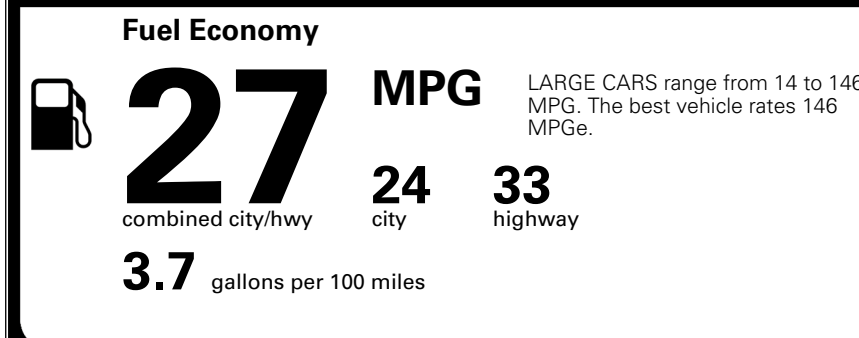 Fuel Economy
27 MPG
LARGE CARS range from 14 to 146
MPG. The best vehicle rates 146
MPGe.
combined city/hwy
24
city
33
highway
3.7 gallons per 100 miles